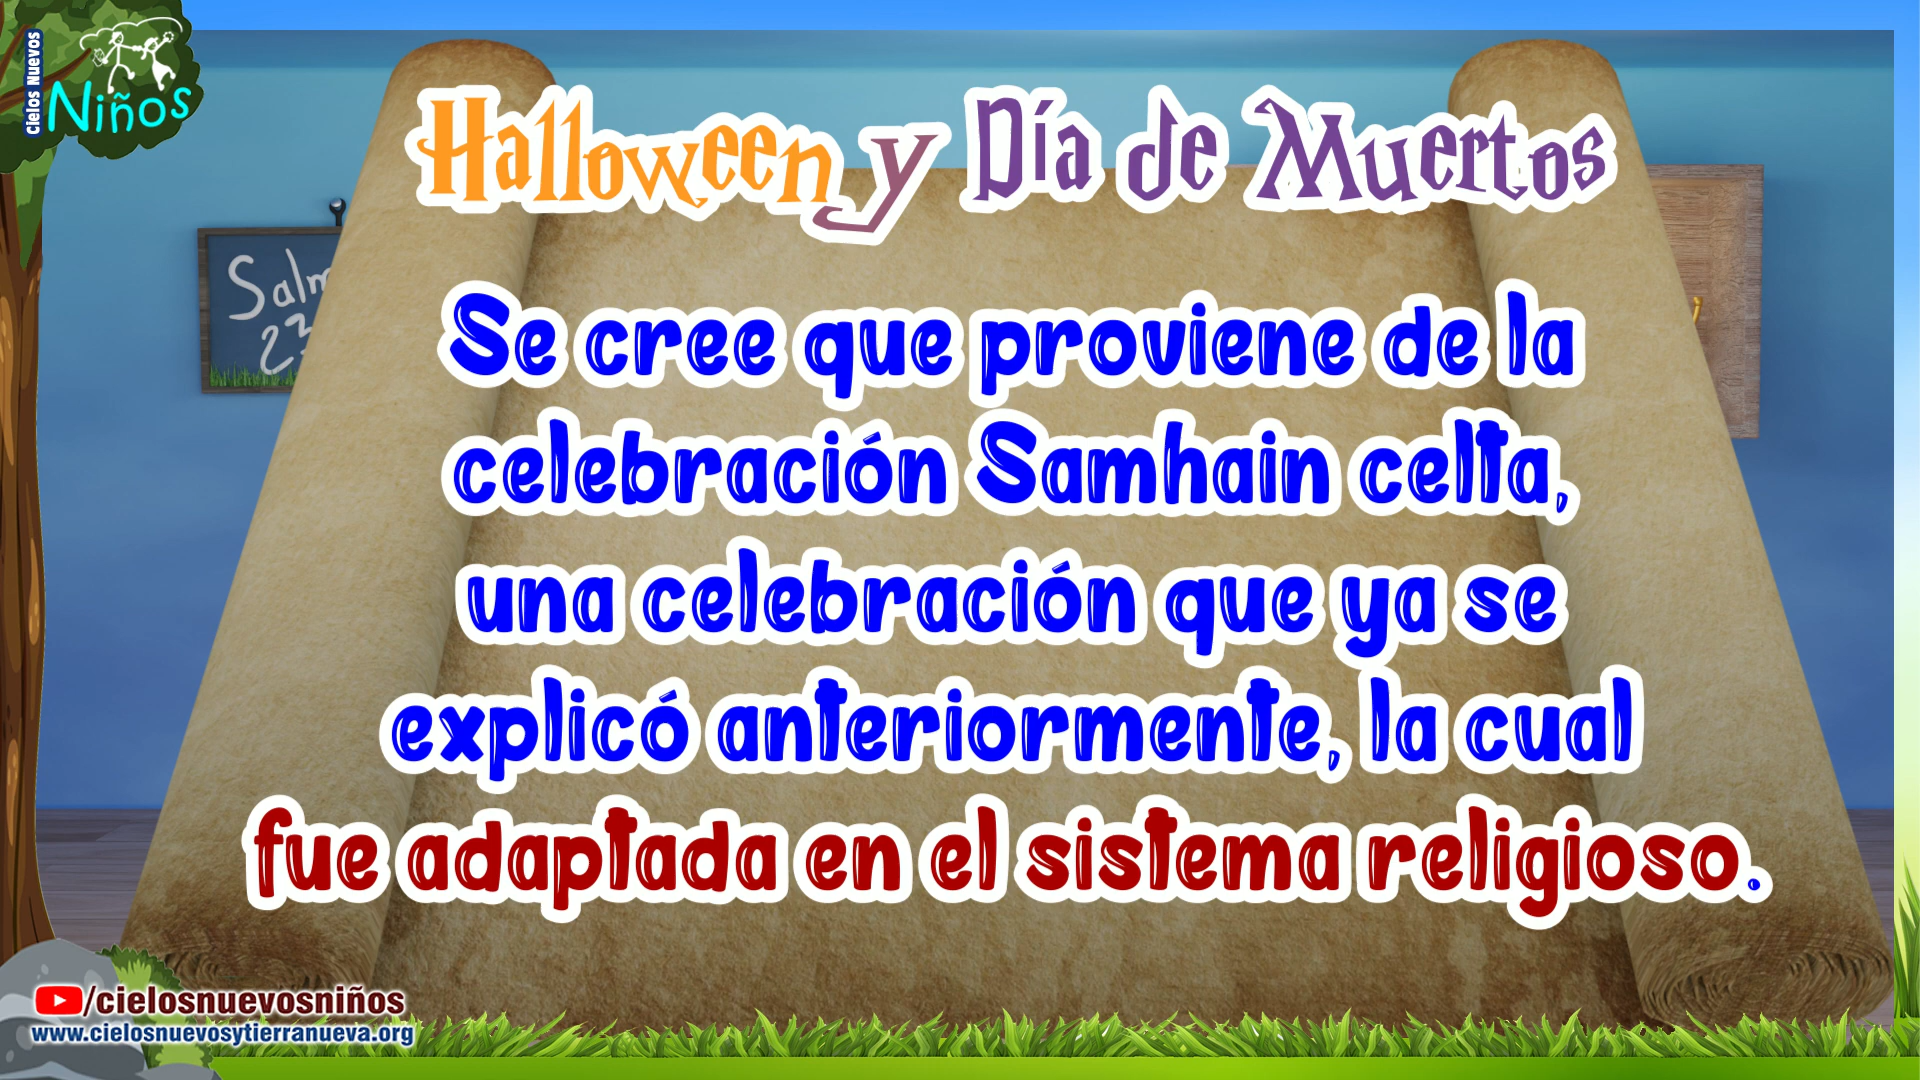 Cielos Nuevos
Niños
Halloween y Día de Muertos
Salm
23
Se cree que proviene de la
celebración Samhain celta,
una celebración que ya se
explicó anteriormente, la cual
fue adaptada en el sistema religioso.
/cielosnuevosniños
www.cielosnuevosytierranueva.org